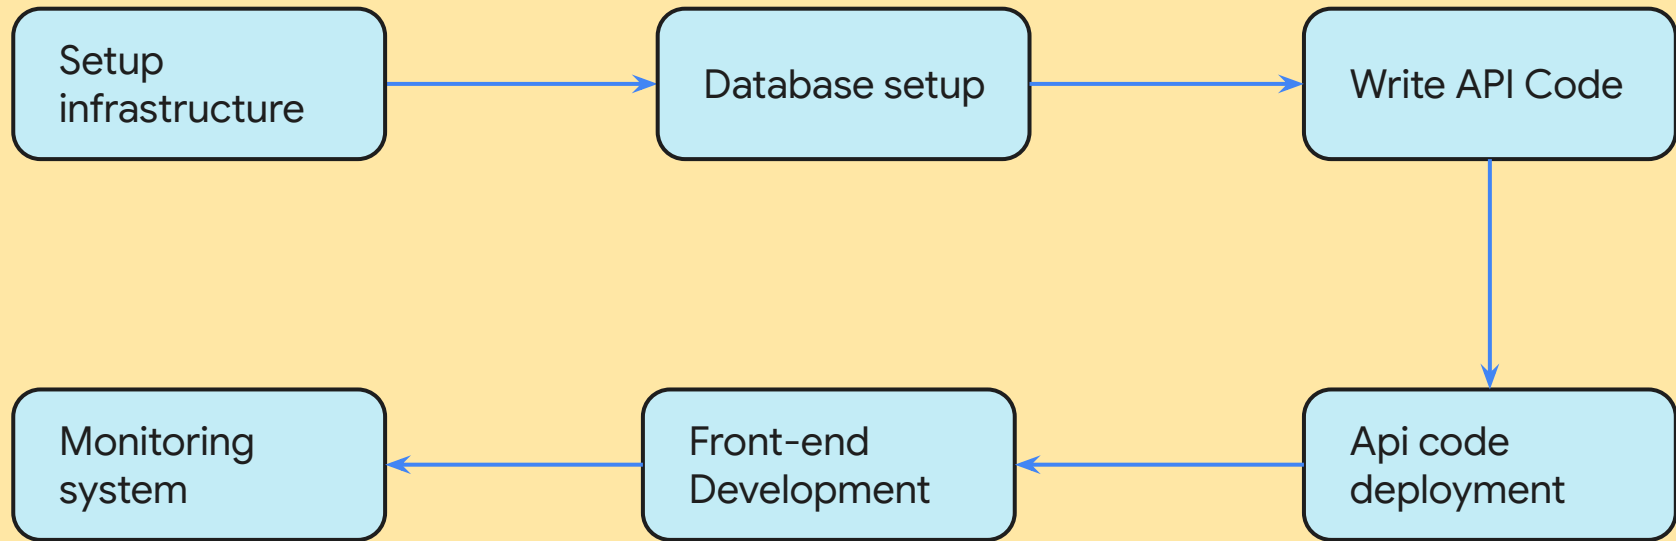 Setup
infrastructure
Database setup
Write API Code
Api code
deployment
Front-end
Development
Monitoring
system